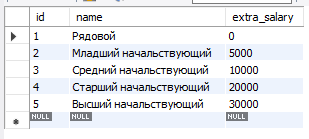 id name extra_salary
1 Рядовой 0
2 Младший начальствующий 5000
3 Средний начальствующий 10000
4 Старший начальствующий 20000
5 Высший начальствующий 30000
NULL NULL NULL